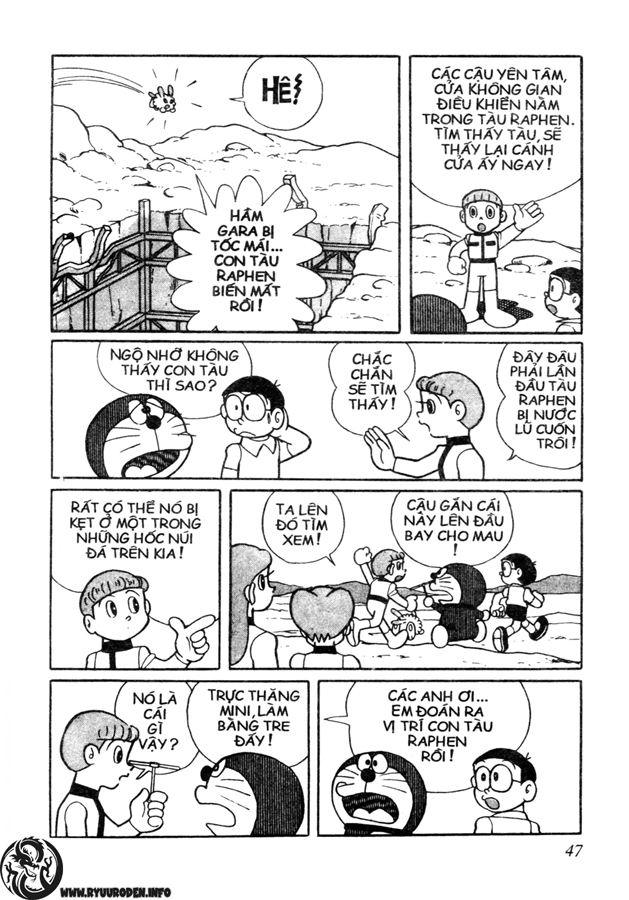 HÊ!
HẦM
GARA BỊ
TỐC MÁI...
CON TÀU
RAPHEN
BIẾN MẤT
RỒI!
CÁC CẬU YÊN TÂM,
CỬA KHÔNG GIAN
ĐIỀU KHIỂN NẰM
TRONG TÀU RAPHEN.
TÌM THẤY TÀU, SẼ
THẤY LẠI CÁNH
CỬA ẤY NGAY!
NGỘ NHỠ KHÔNG
THẤY CON TÀU
THÌ SAO?
CHẮC
CHẮN
SẼ TÌM
THẤY!
ĐÂY ĐÂU
PHẢI LẦN
ĐẦU TÀU
RAPHEN
BỊ NƯỚC
LŨ CUỐN
TRÔI!
RẤT CÓ THỂ NÓ BỊ
KẸT Ở MỘT TRONG
NHỮNG HỐC NÚI
ĐÁ TRÊN KIA!
TA LÊN
ĐÓ TÌM
XEM!
CẬU GẮN CÁI
NÀY LÊN ĐẦU
BAY CHO MAU
!
NÓ LÀ
CÁI
GÌ
VẬY?
TRỰC THĂNG
MINI, LÀM
BẰNG TRE
ĐẤY!
CÁC ANH ƠI...
EM ĐOÁN RA
VỊ TRÍ CON TÀU
RAPHEN
RỒI!
47
WWW.RYUURODEN.INFO